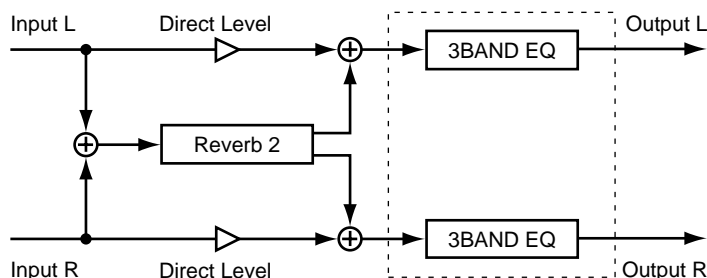 Input L
Direct Level
Output L
3BAND EQ
Reverb 2
3BAND EQ
Input R
Direct Level
Output R